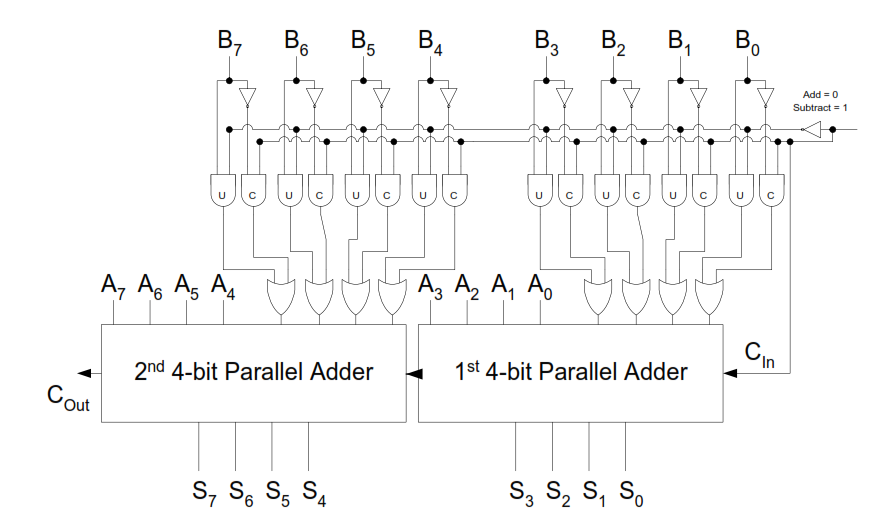 B7 B6 B5 B4 B3 B2 B1 B0
Add = 0
Subtract = 1
U C U C U C U C U C U C U C U C
A7 A6 A5 A4 A3 A2 A1 A0
CIn
2nd 4-bit Parallel Adder 1st 4-bit Parallel Adder
COut
S7 S6 S5 S4 S3 S2 S1 S0